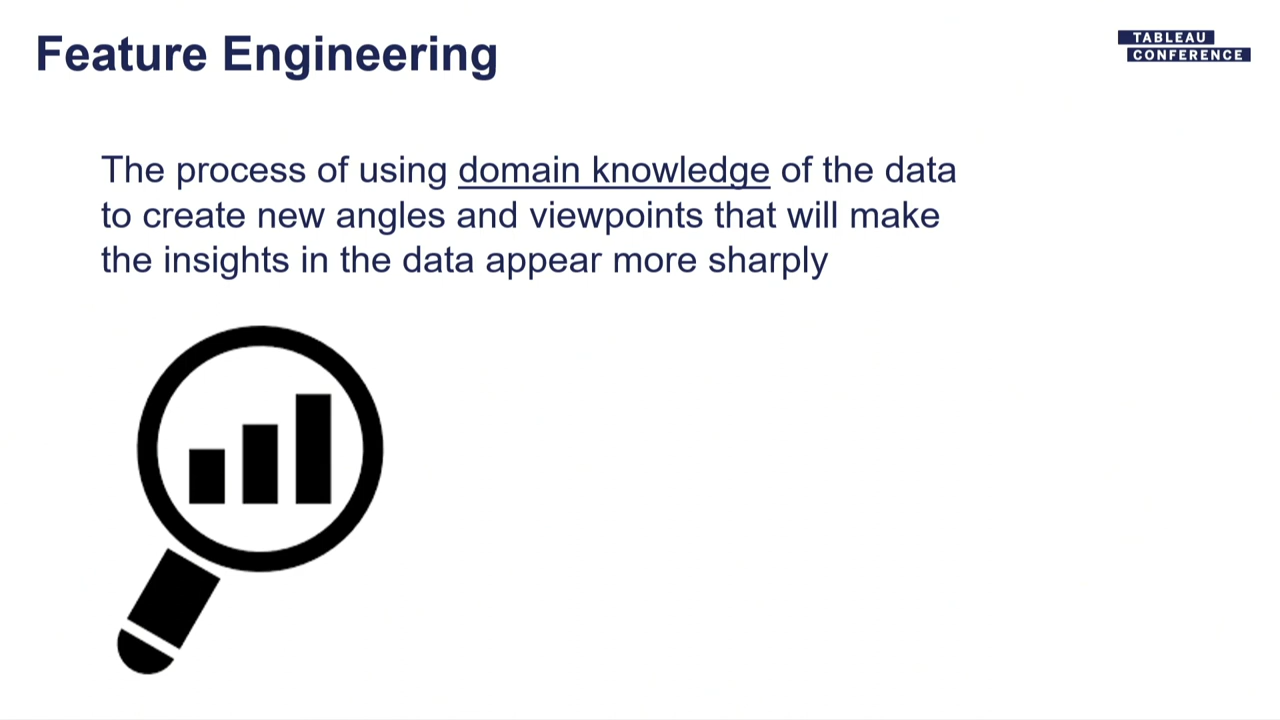 Feature Engineering
TABLEAU
CONFERENCE
The process of using domain knowledge of the data
to create new angles and viewpoints that will make
the insights in the data appear more sharply